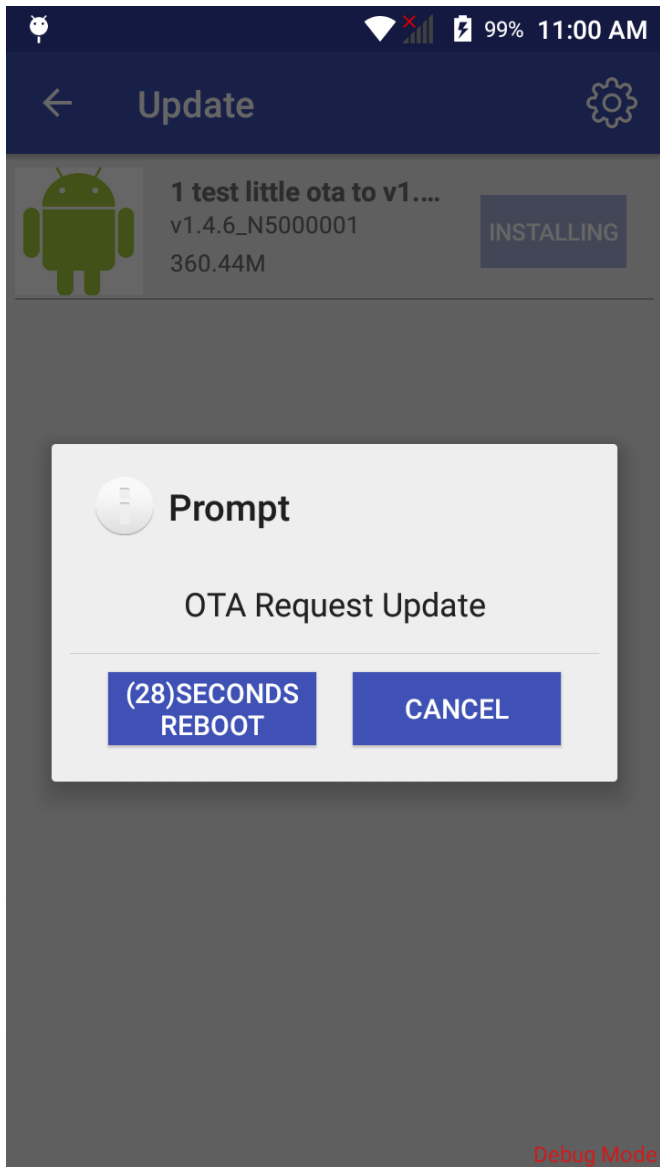 99% 11:00 AM
Update
1 test little ota to v1....
v1.4.6_N5000001
360.44M
INSTALLING
Prompt
OTA Request Update
(28)SECONDS
REBOOT
CANCEL
Debug Mode